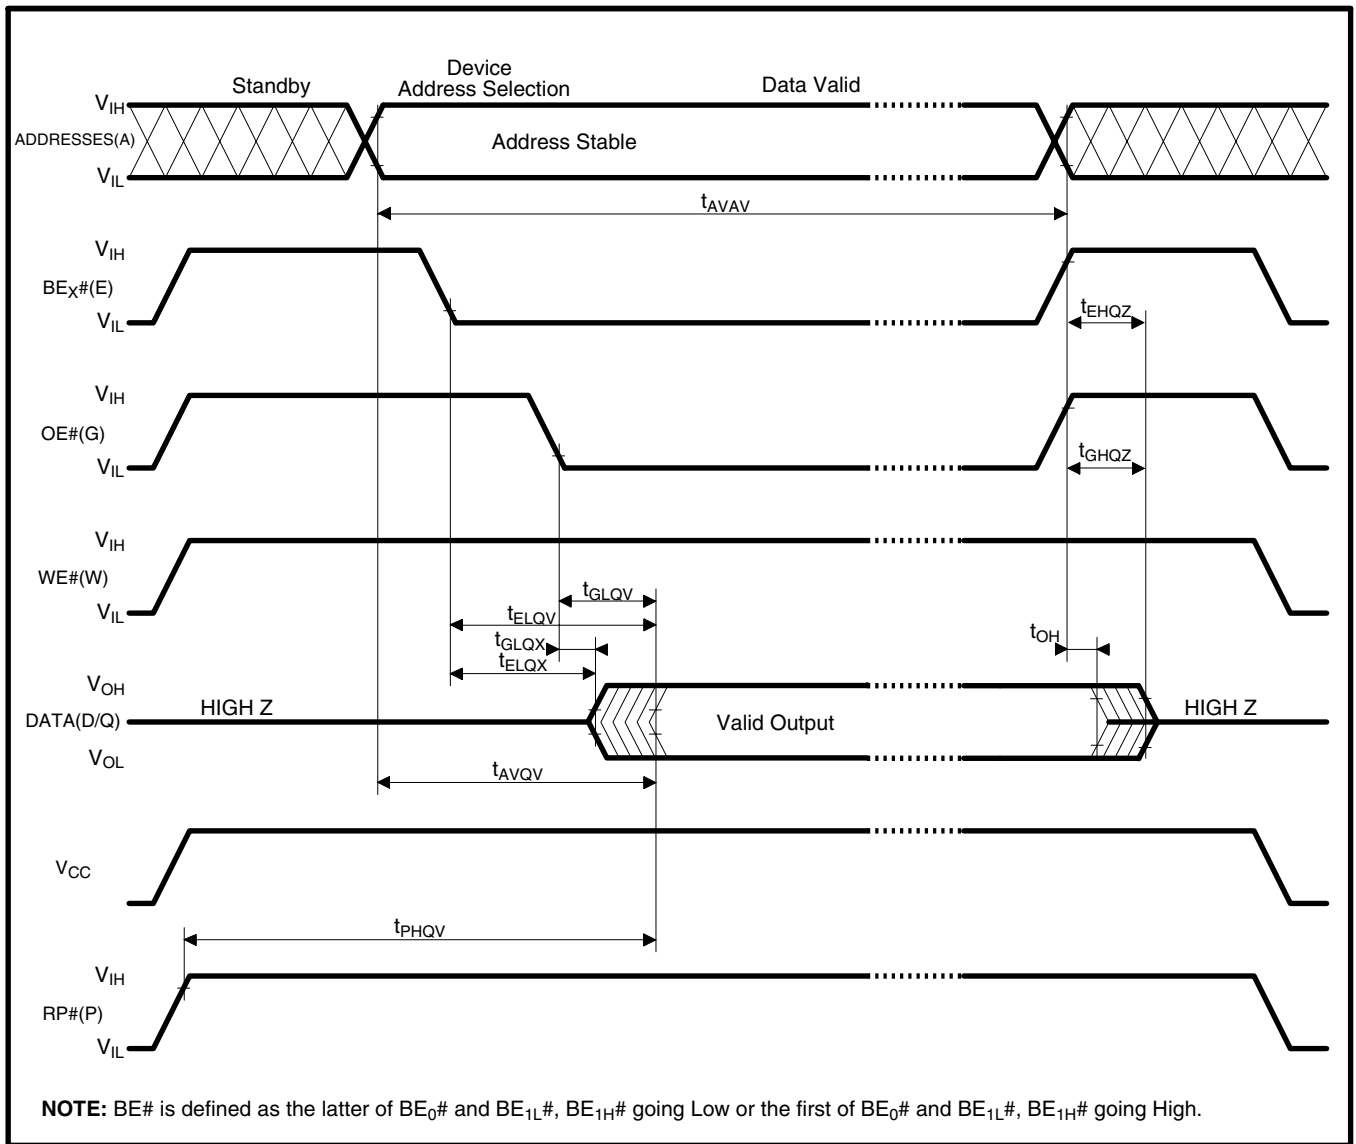 Device
Standby Address Selection Data Valid
VIH
ADDRESSES(A) Address Stable
VIL
tAVAV
VIH
BEX#(E)
tEHQZ
VIL
VIH
OE#(G)
tGHQZ
VIL
VIH
WE#(W)
tGLQV
VIL
tELQV
tGLQX tOH
tELQX
VOH
HIGH Z HIGH Z
DATA(D/Q) Valid Output
VOL
tAVQV
VCC
tPHQV
VIH
RP#(P)
VIL
NOTE: BE# is defined as the latter of BE0# and BE1L#, BE1H# going Low or the first of BE0# and BE1L#, BE1H# going High.